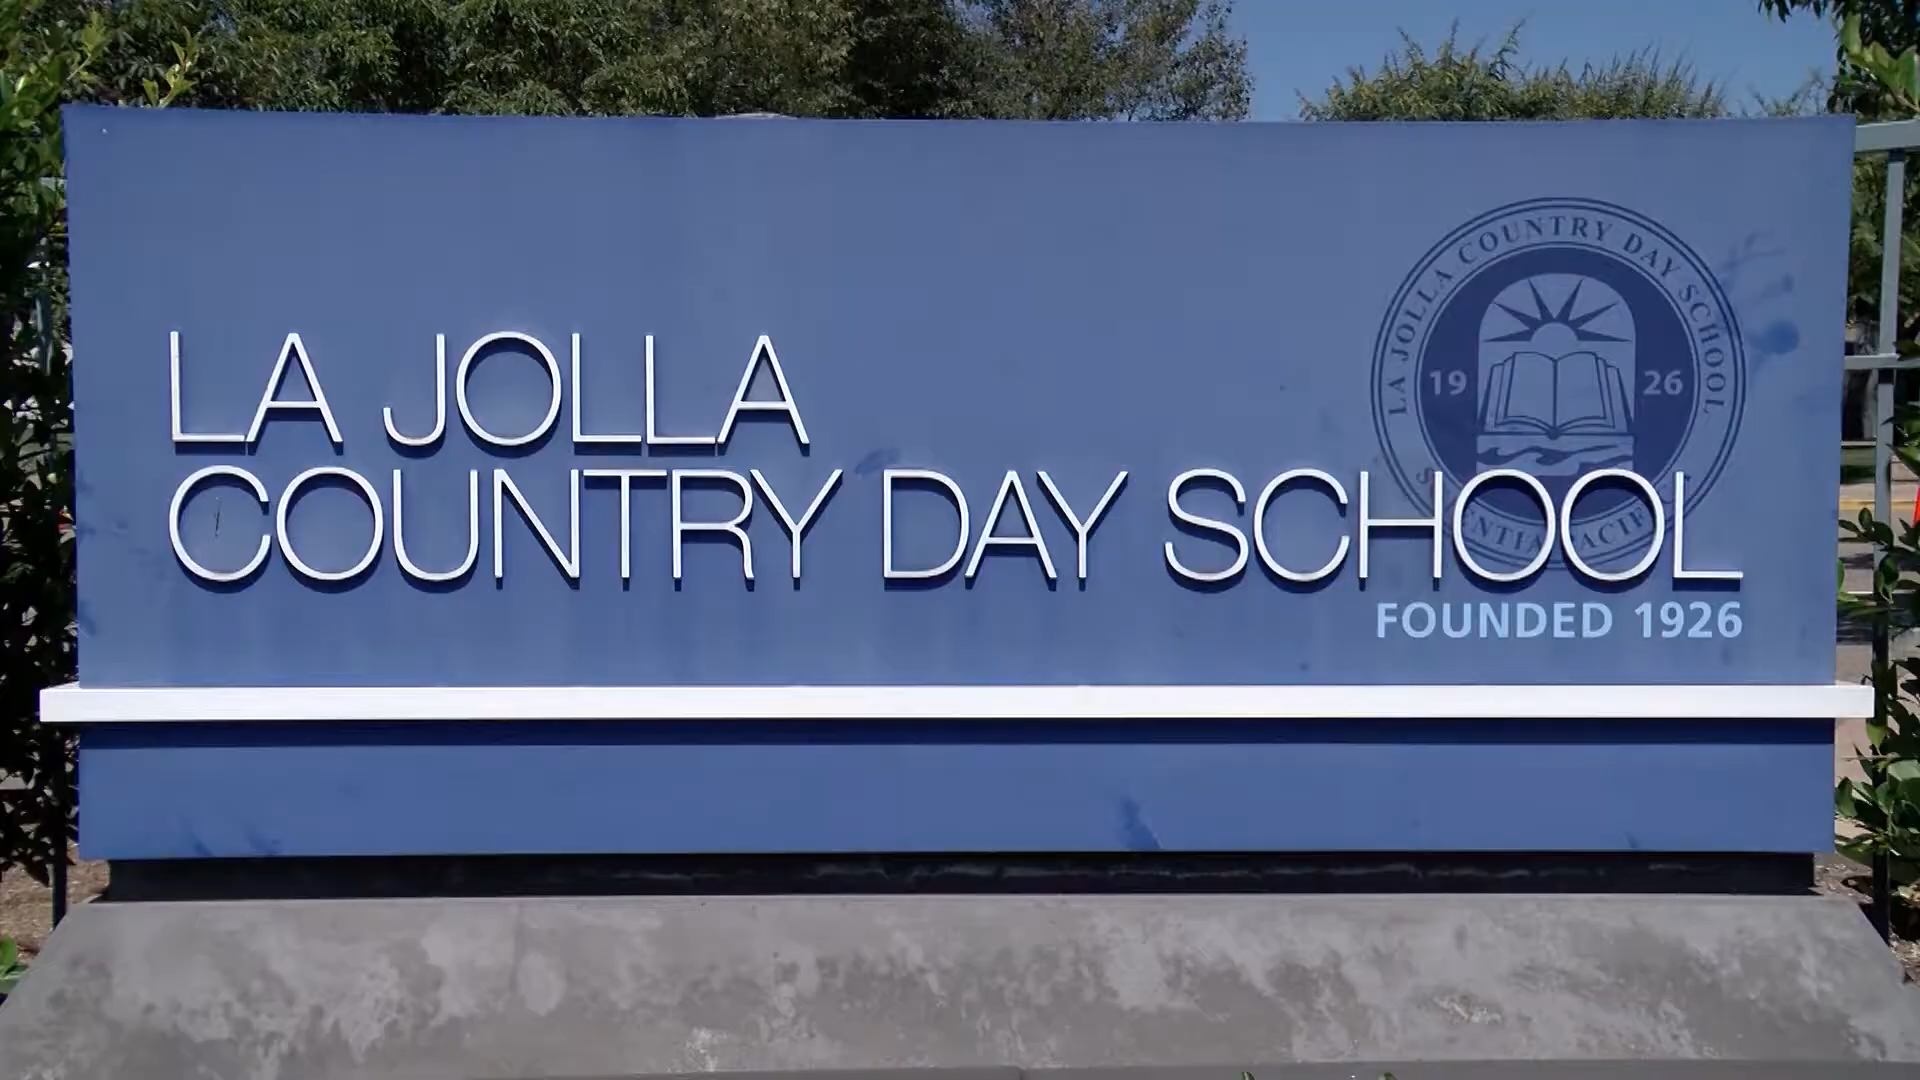 LA JOLLA COUNTRY DAY SCHOOL
19 26
LA JOLLA
COUNTRY DAY SCHOOL
FOUNDED 1926